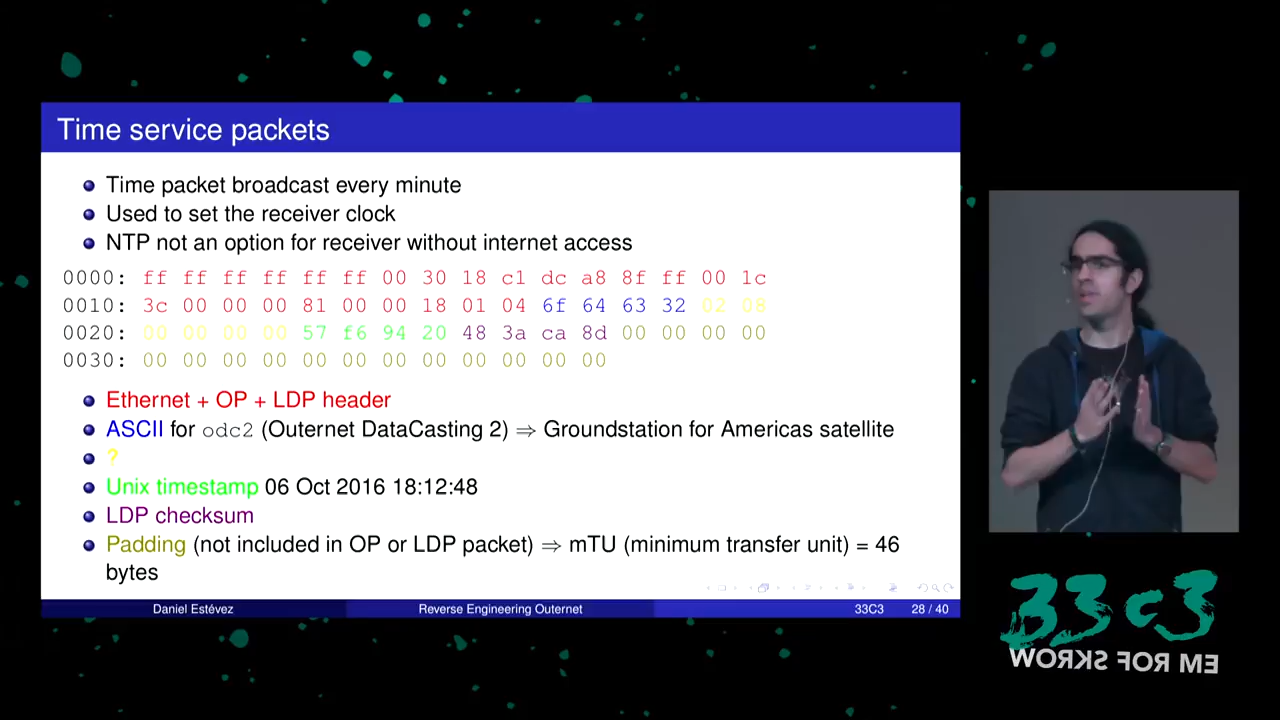 Time service packets
Time packet broadcast every minute
Used to set the receiver clock
NTP not an option for receiver without internet access
0000: ff ff ff ff ff ff 00 30 18 c1 dc a8 8f ff 00 1c
0010: 3c 00 00 00 81 00 00 18 01 04 6f 64 63 32 02 08
0020: 00 00 00 00 57 f6 94 20 48 3a ca 8d 00 00 00 00
0030: 00 00 00 00 00 00 00 00 00 00 00 00
Ethernet + OP + LDP header
ASCII for odc2 (Outernet DataCasting 2) ⇒ Groundstation for Americas satellite
?
Unix timestamp 06 Oct 2016 18:12:48
LDP checksum
Padding (not included in OP or LDP packet) ⇒ mTU (minimum transfer unit) = 46
bytes
Daniel Estévez Reverse Engineering Outernet 33C3 28 / 40
33c3
WORKS FOR ME